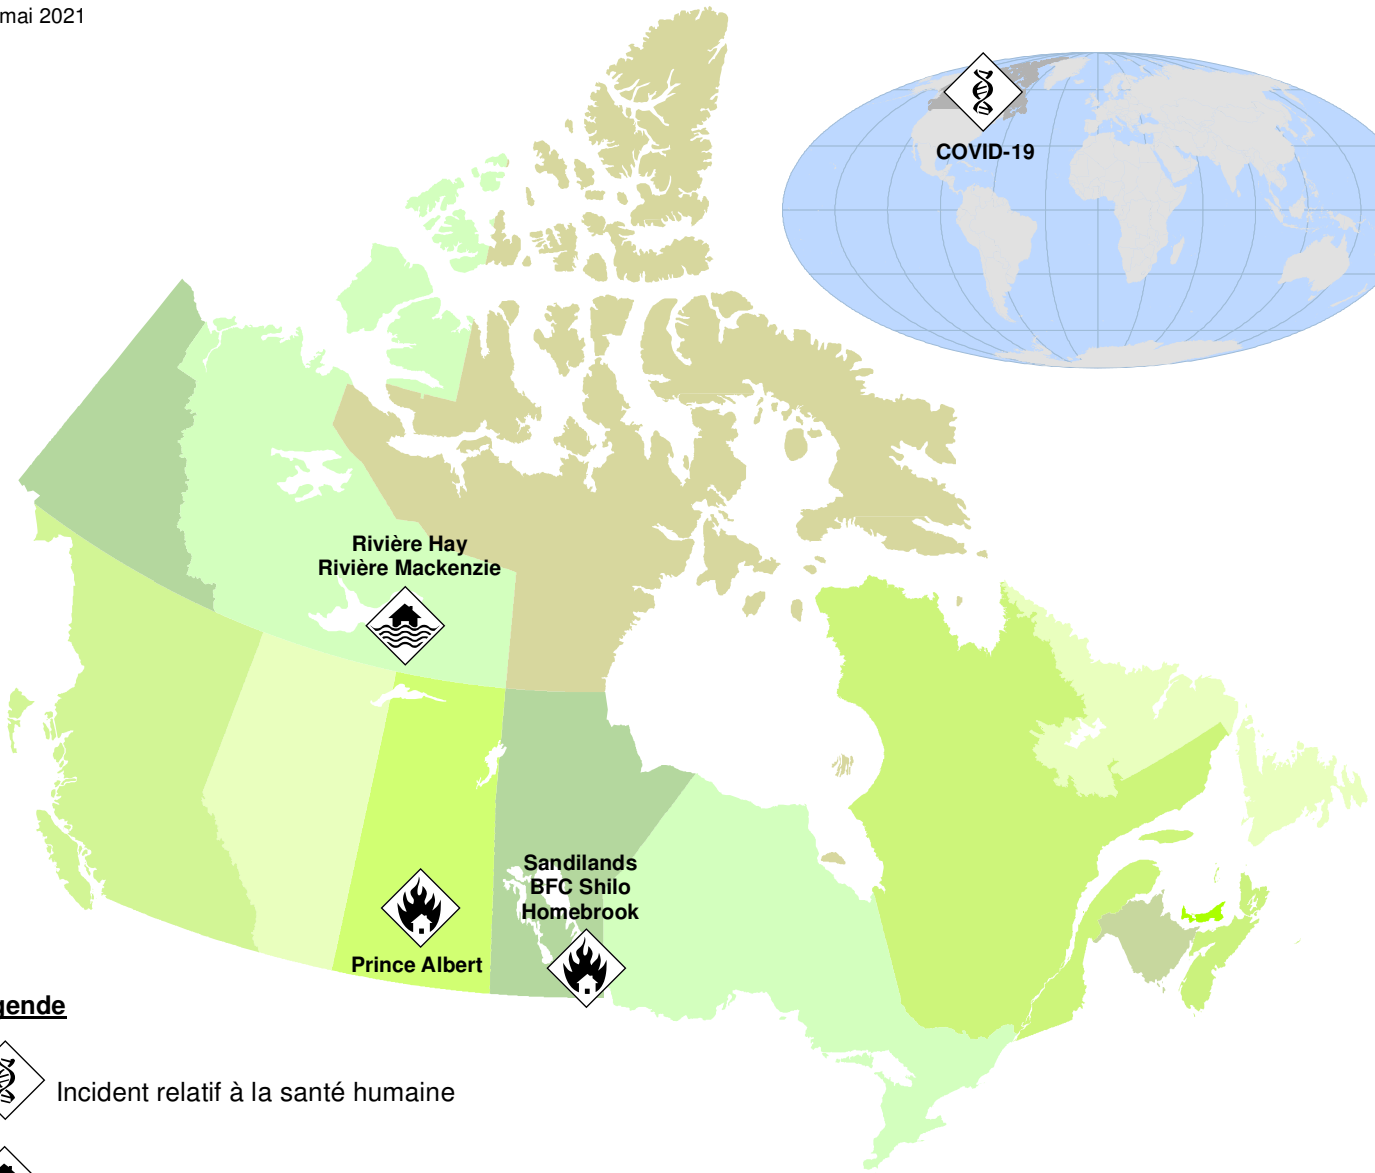 mai 2021
COVID-19
Rivière Hay
Rivière Mackenzie
Sandilands
BFC Shilo
Homebrook
Prince Albert
gende
Incident relatif à la santé humaine